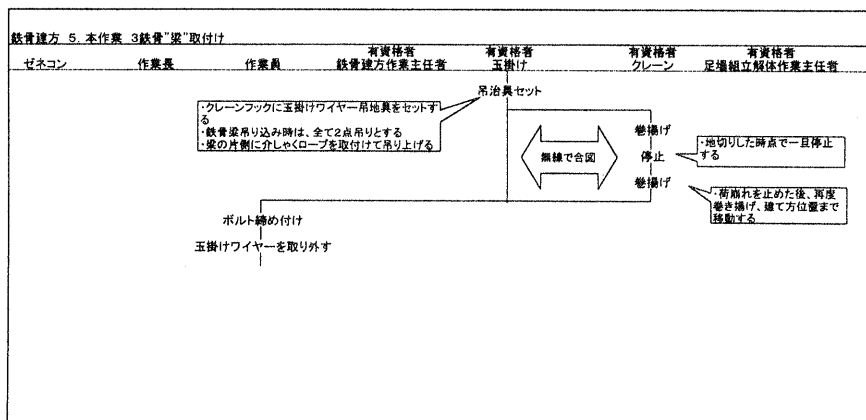 鉄骨建方 5. 本作業 3鉄骨"梁"取付け
有資格者 有資格者 有資格者 有資格者
ゼネコン 作業長 作業員 鉄骨建方作業主任者 玉掛け クレーン 足場組立解体作業主任者
吊治具セット
・クレーンフックに玉掛けワイヤー吊地具をセットす
る
・鉄骨梁吊り込み時は、全て2点吊りとする
・梁の片側に介しゃくロープを取付けて吊り上げる
巻揚げ
無線で合図
停止
・地切りした時点で一旦停止
する
巻揚げ
・荷崩れを止めた後、再度
巻き揚げ、建て方位置まで
移動する
ボルト締め付け
玉掛けワイヤーを取り外す